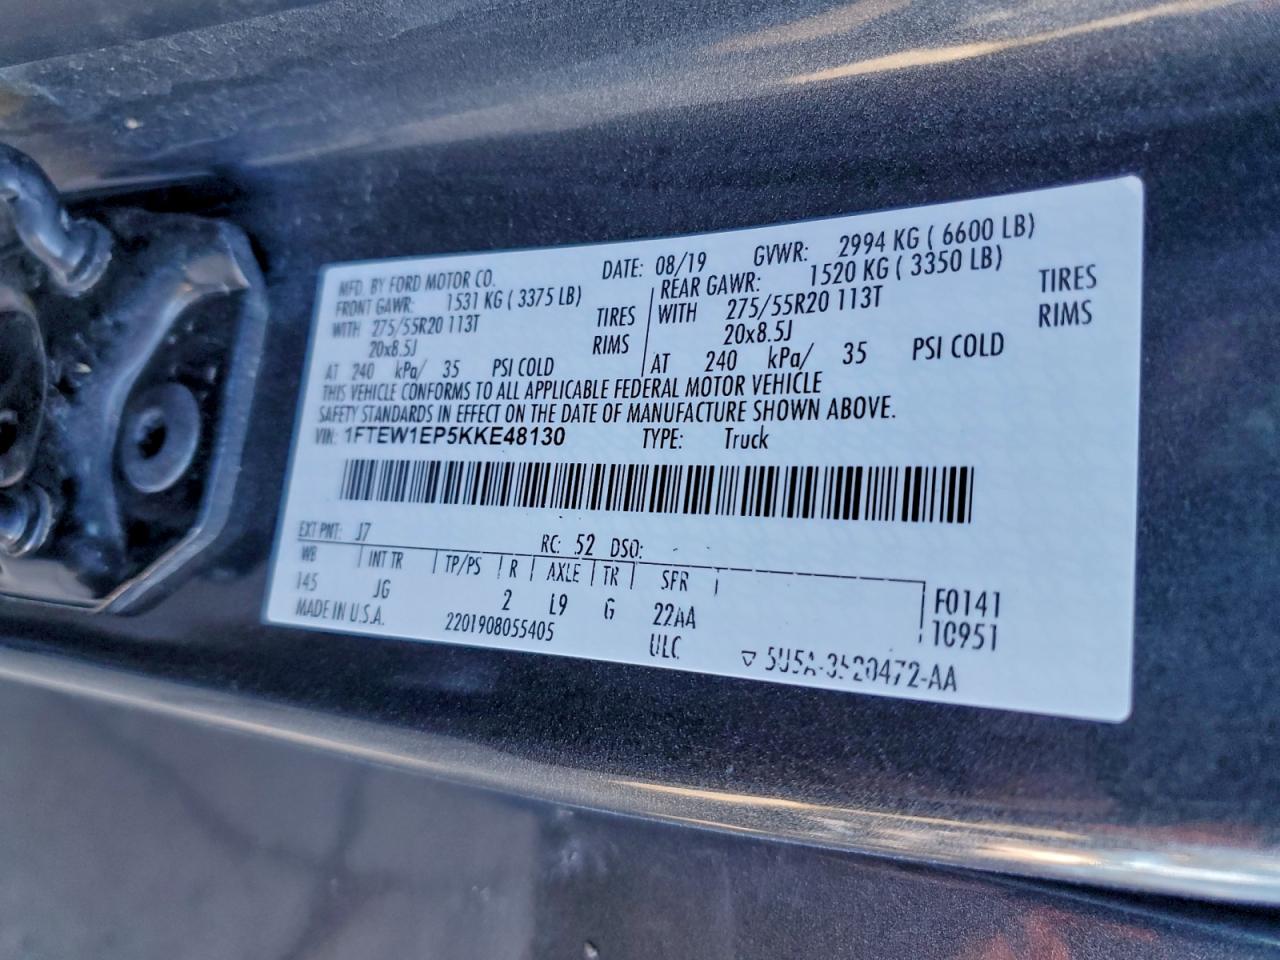 MFD. BY FORD MOTOR CO. DATE: 08/19 GVWR: 2994 KG ( 6600 LB)
FRONT GAWR: 1531 KG ( 3375 LB) REAR GAWR: 1520 KG ( 3350 LB)
WITH 275/55R20 113T TIRES WITH 275/55R20 113T TIRES
20x8.5J RIMS 20x8.5J RIMS
AT 240 kPa/ 35 PSI COLD AT 240 kPa/ 35 PSI COLD
THIS VEHICLE CONFORMS TO ALL APPLICABLE FEDERAL MOTOR VEHICLE
SAFETY STANDARDS IN EFFECT ON THE DATE OF MANUFACTURE SHOWN ABOVE.
VIN: 1FTEW1EP5KKE48130 TYPE: Truck
EXT PNT: J7 RC: 52 DSO:
WB INT TR TP/PS R AXLE TR SFR
145 JG 2 L9 G 22AA F0141
MADE IN U.S.A. 2201908055405 ULC 10951
5U5A-3520472-AA